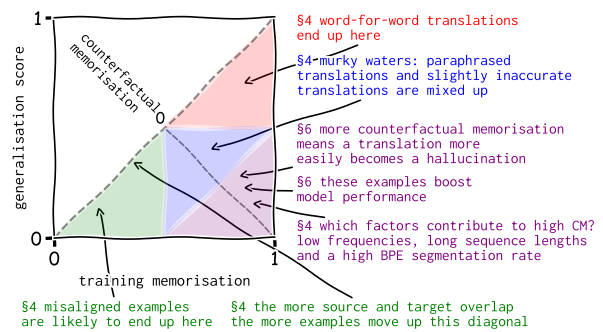 1
§4 word-for-word translations
end up here
counterfactual
memorisation
§4 murky waters: paraphrased
translations and slightly inaccurate
translations are mixed up
generalisation score
0
§6 more counterfactual memorisation
means a translation more
easily becomes a hallucination
§6 these examples boost
model performance
§4 which factors contribute to high CM?
low frequencies, long sequence lengths
and a high BPE segmentation rate
0
0
1
training memorisation
§4 misaligned examples
are likely to end up here
§4 the more source and target overlap
the more examples move up this diagonal